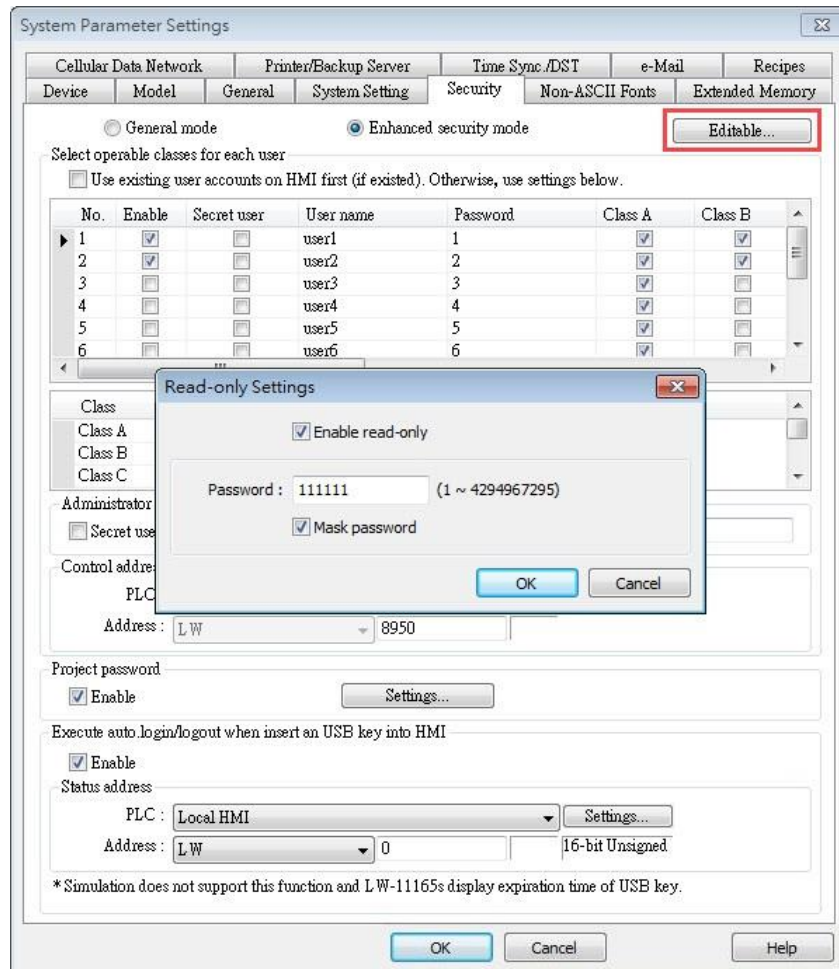 System Parameter Settings
Cellular Data Network Printer/Backup Server Time Sync./DST e-Mail Recipes
Device Model General System Setting Security Non-ASCII Fonts Extended Memory
General mode Enhanced security mode Editable...
Select operable classes for each user
Use existing user accounts on HMI first (if existed). Otherwise, use settings below.
No. Enable Secret user User name Password Class A Class B
1 user1 1
2 user2 2
3 user3 3
4 user4 4
5 user5 5
6 user6 6
Read-only Settings
Class
Enable read-only
Class A
Class B
Class C
Password : 111111 (1 ~ 4294967295)
Administrator
Mask password
Secret use
Control addre
OK Cancel
PLC
Address : LW 8950
Project password
Enable Settings...
Execute auto.login/logout when insert an USB key into HMI
Enable
Status address
PLC : Local HMI Settings...
Address : LW 0 16-bit Unsigned
* Simulation does not support this function and LW-11165s display expiration time of USB key.
OK Cancel Help